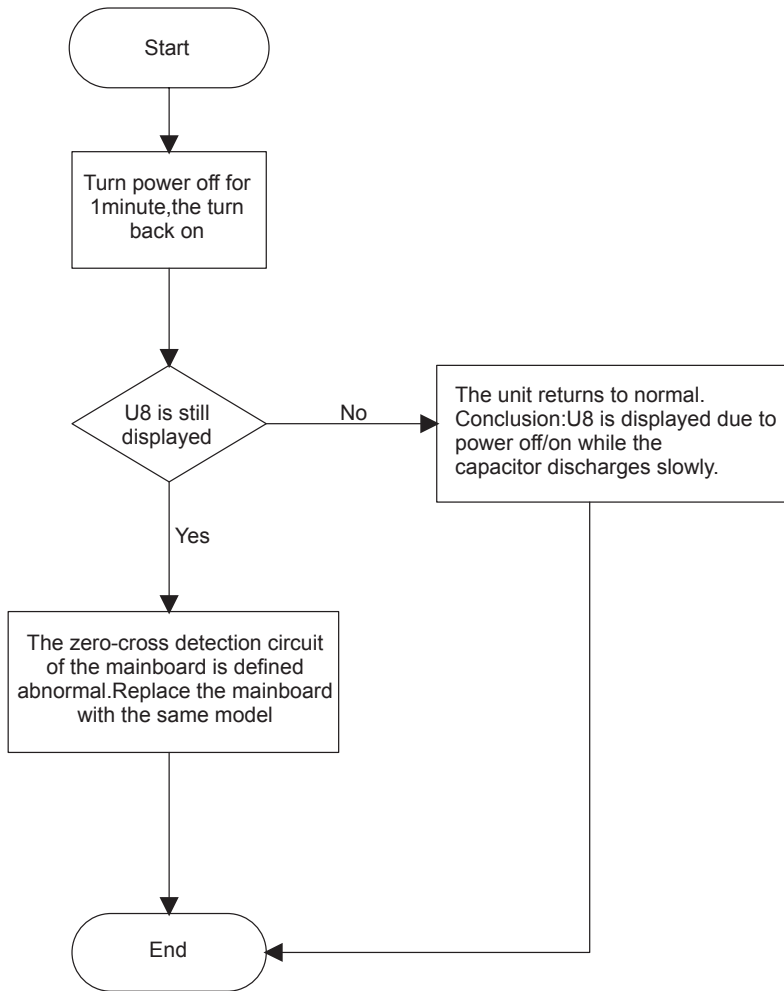 Start
Turn power off for
1minute,the turn
back on
U8 is still
displayed
No
The unit returns to normal.
Conclusion:U8 is displayed due to
power off/on while the
capacitor discharges slowly.
Yes
The zero-cross detection circuit
of the mainboard is defined
abnormal.Replace the mainboard
with the same model
End